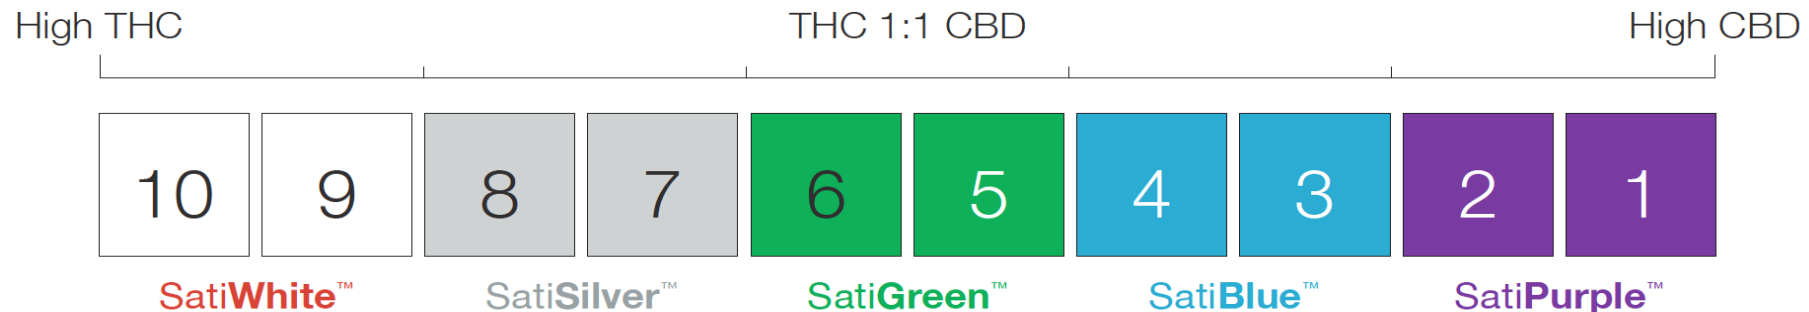 High THC THC 1:1 CBD High CBD
10 9 8 7 6 5 4 3 2 1
SatiWhite™ SatiSilver™ SatiGreen™ SatiBlue™ SatiPurple™